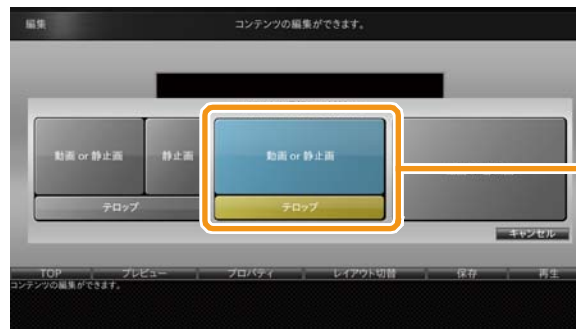 編集 コンテンツの編集ができます。
動画 or 静止画 静止画 動画 or 静止画
テロップ テロップ
キャンセル
TOP プレビュー プロパティ レイアウト切替 保存 再生
コンテンツの編集ができます。